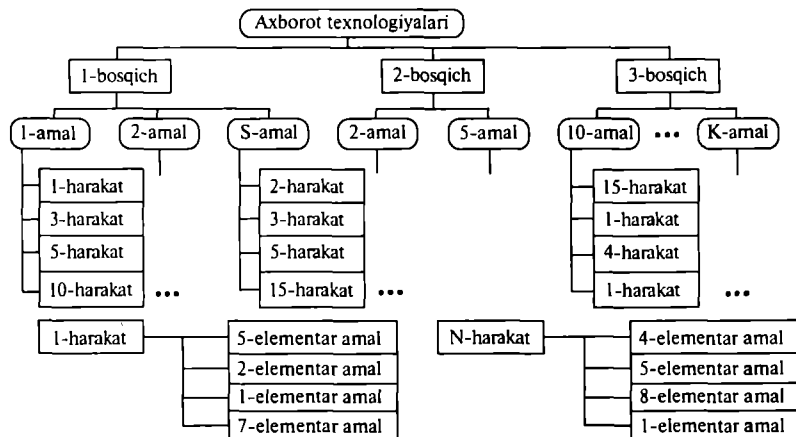 Axborot texnologiyalari
1-bosqich 2-bosqich 3-bosqich
1-amal 2-amal S-amal 2-amal 5-amal 10-amal ••• K-amal
1-harakat 2-harakat 15-harakat
3-harakat 3-harakat 1-harakat
5-harakat 5-harakat 4-harakat
10-harakat ••• 15-harakat ••• 1-harakat •••
1-harakat 5-elementar amal N-harakat 4-elementar amal
2-elementar amal 5-elementar amal
1-elementar amal 8-elementar amal
7-elementar amal 1-elementar amal